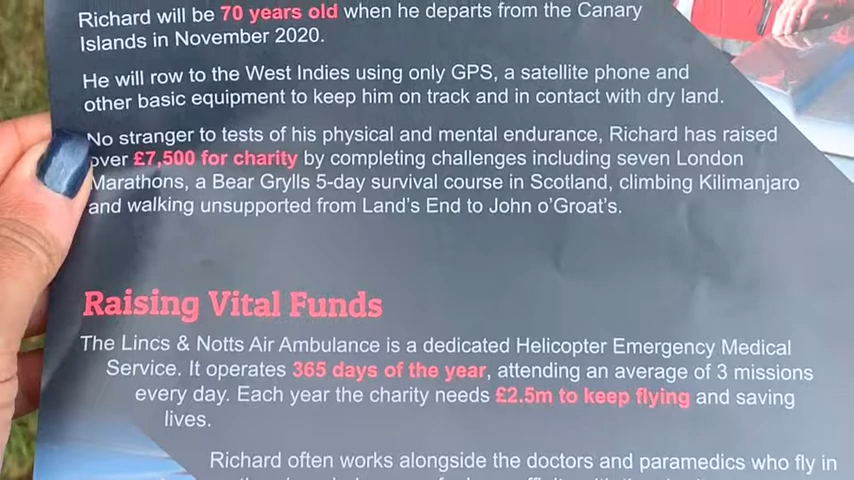 Richard will be 70 years old when he departs from the Canary
Islands in November 2020.
He will row to the West Indies using only GPS, a satellite phone and
other basic equipment to keep him on track and in contact with dry land.
No stranger to tests of his physical and mental endurance, Richard has raised
over £7,500 for charity by completing challenges including seven London
Marathons, a Bear Grylls 5-day survival course in Scotland, climbing Kilimanjaro
and walking unsupported from Land's End to John o'Groat's.
Raising Vital Funds
The Lincs & Notts Air Ambulance is a dedicated Helicopter Emergency Medical
Service. It operates 365 days of the year, attending an average of 3 missions
every day. Each year the charity needs £2.5m to keep flying and saving
lives.
Richard often works alongside the doctors and paramedics who fly in